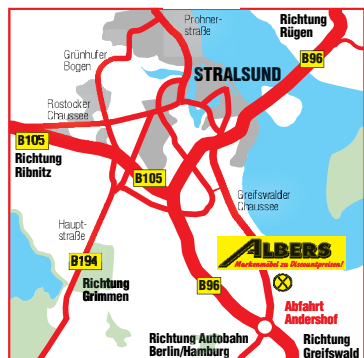 Prohner-
straße
Richtung
Rügen
Grünhufer
Bogen
B96
STRALSUND
Rostocker
Chaussee
B105
Richtung
Ribnitz
B105
Greifswalder
Chaussee
Haupt-
straße
ALBERS
Markenmöbel zu Discountpreisen!
B194
Richtung
Grimmen
B96
Abfahrt
Andershof
Richtung Autobahn
Berlin/Hamburg
Richtung
Greifswald